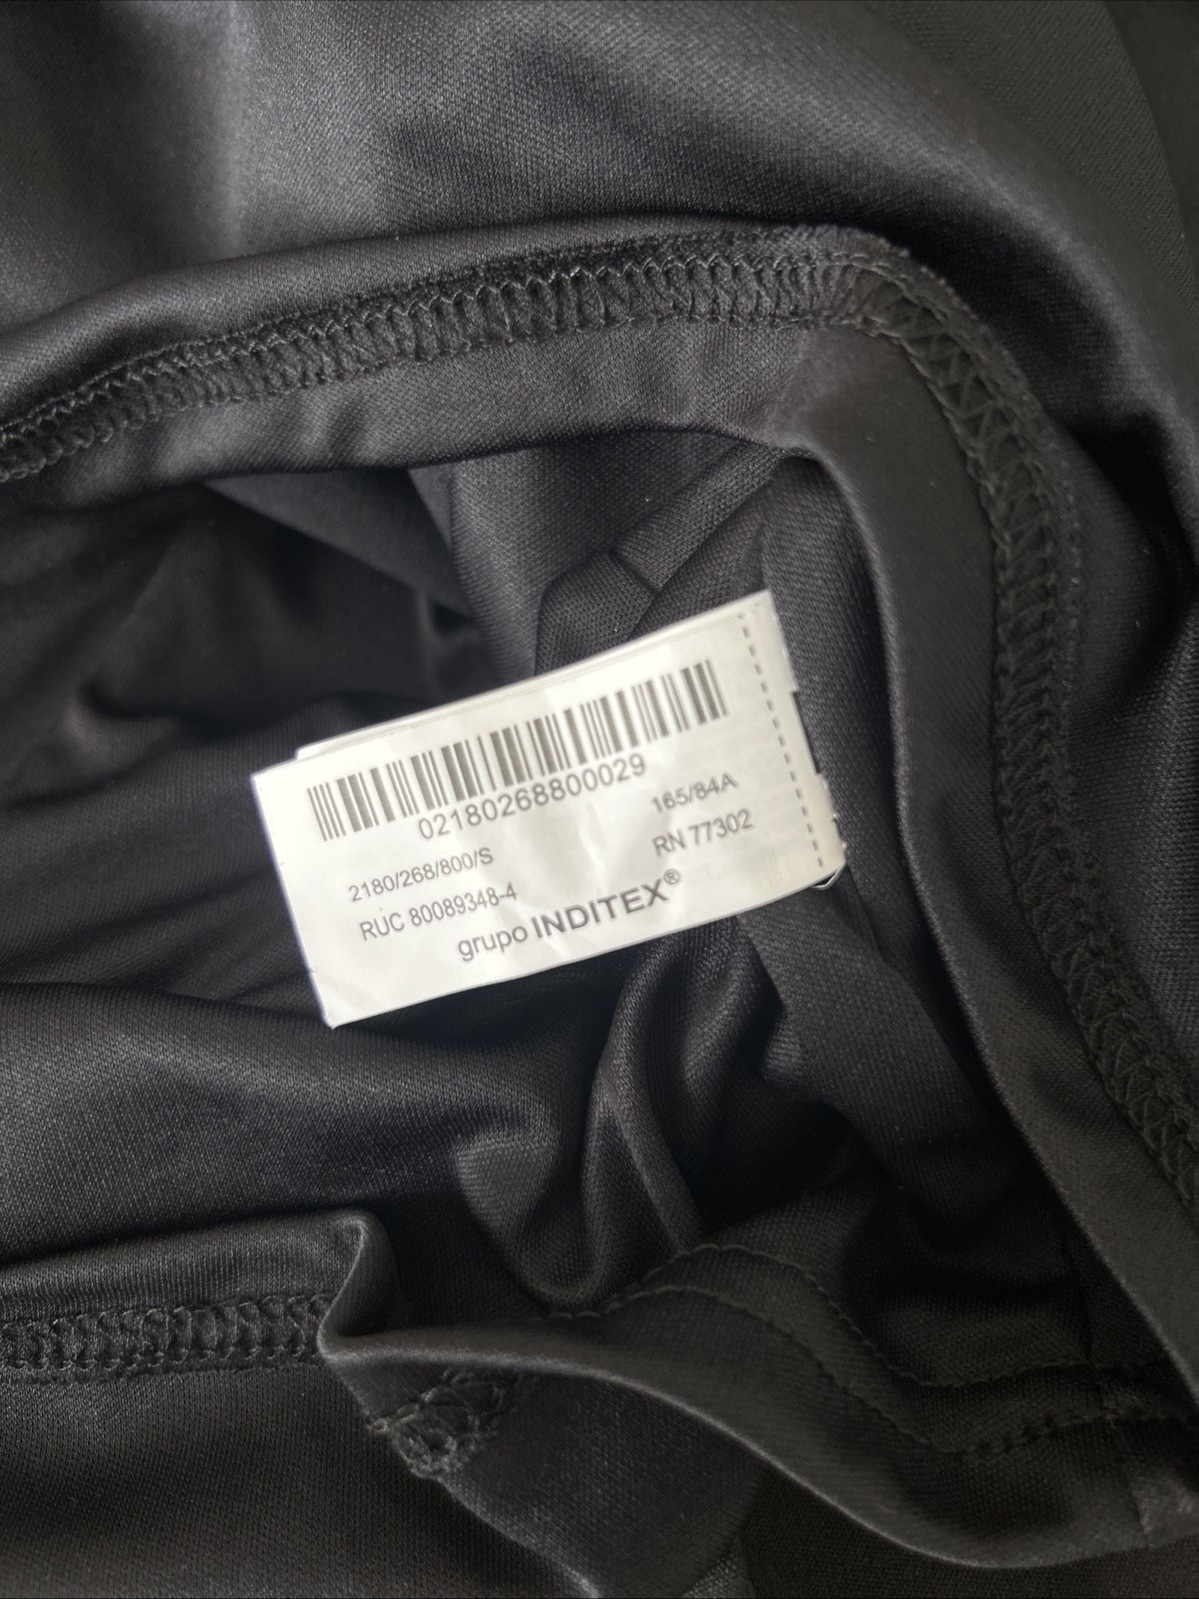 02180268800029
2180/268/800/S 165/84A
RUC 80089348-4 RN 77302
grupo INDITEX®